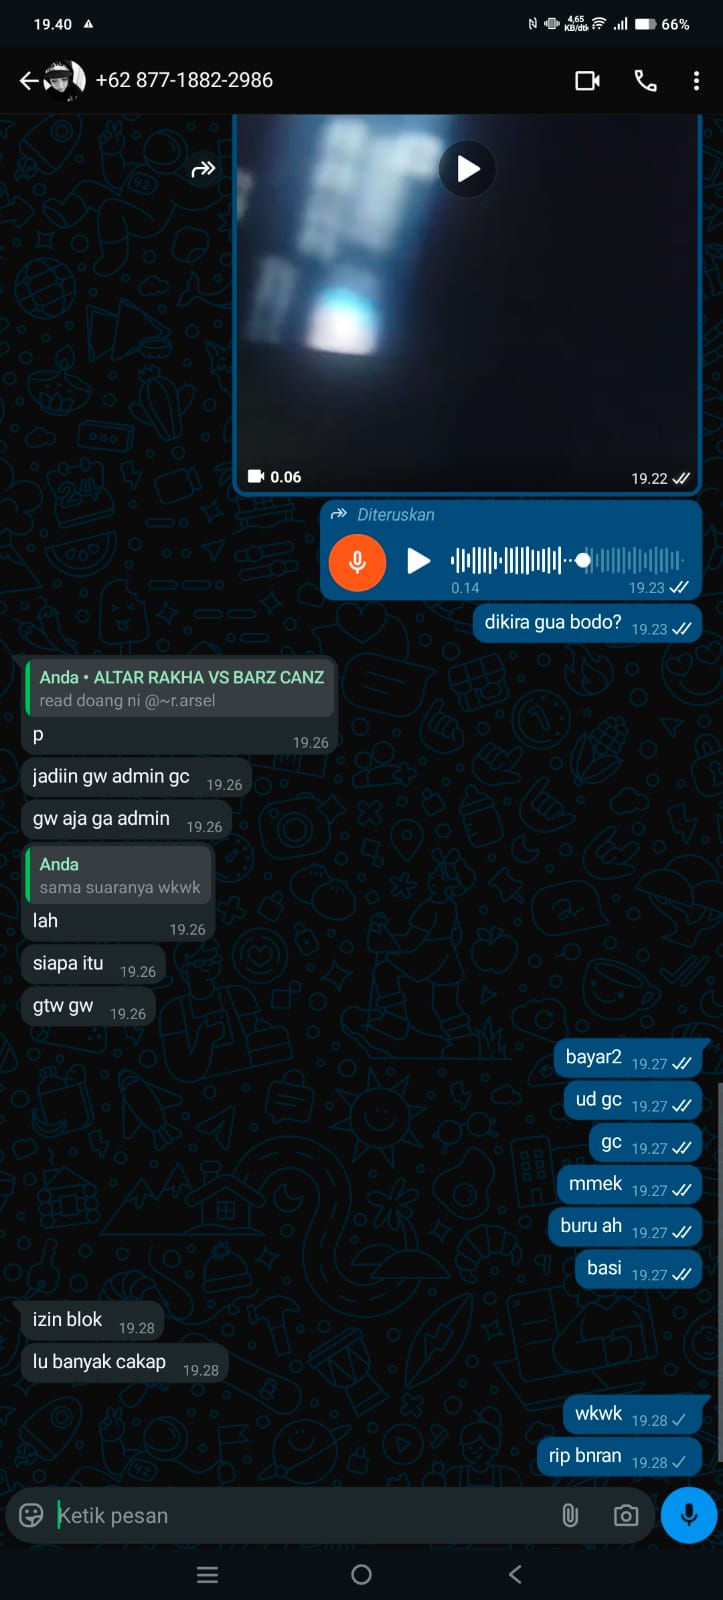 19.40
4,65
KB/dtk
66%
+62 877-1882-2986
0.06
19.22
Diteruskan
0.14
19.23
dikira gua bodo? 19.23
Anda • ALTAR RAKHA VS BARZ CANZ
read doang ni @~r.arsel
p 19.26
jadiin gw admin gc 19.26
gw aja ga admin 19.26
Anda
sama suaranya wkwk
lah 19.26
siapa itu 19.26
gtw gw 19.26
bayar2 19.27
ud gc 19.27
gc 19.27
mmek 19.27
buru ah 19.27
basi 19.27
izin blok 19.28
lu banyak cakap 19.28
wkwk 19.28
rip bnran 19.28
Ketik pesan